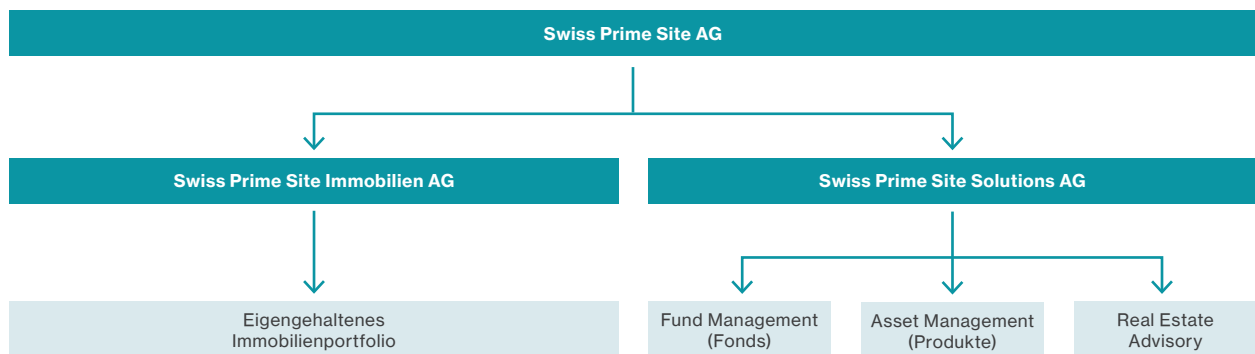 Swiss Prime Site AG
Swiss Prime Site Immobilien AG
Swiss Prime Site Solutions AG
Eigengehaltenes
Immobilienportfolio
Fund Management
(Fonds)
Asset Management
(Produkte)
Real Estate
Advisory